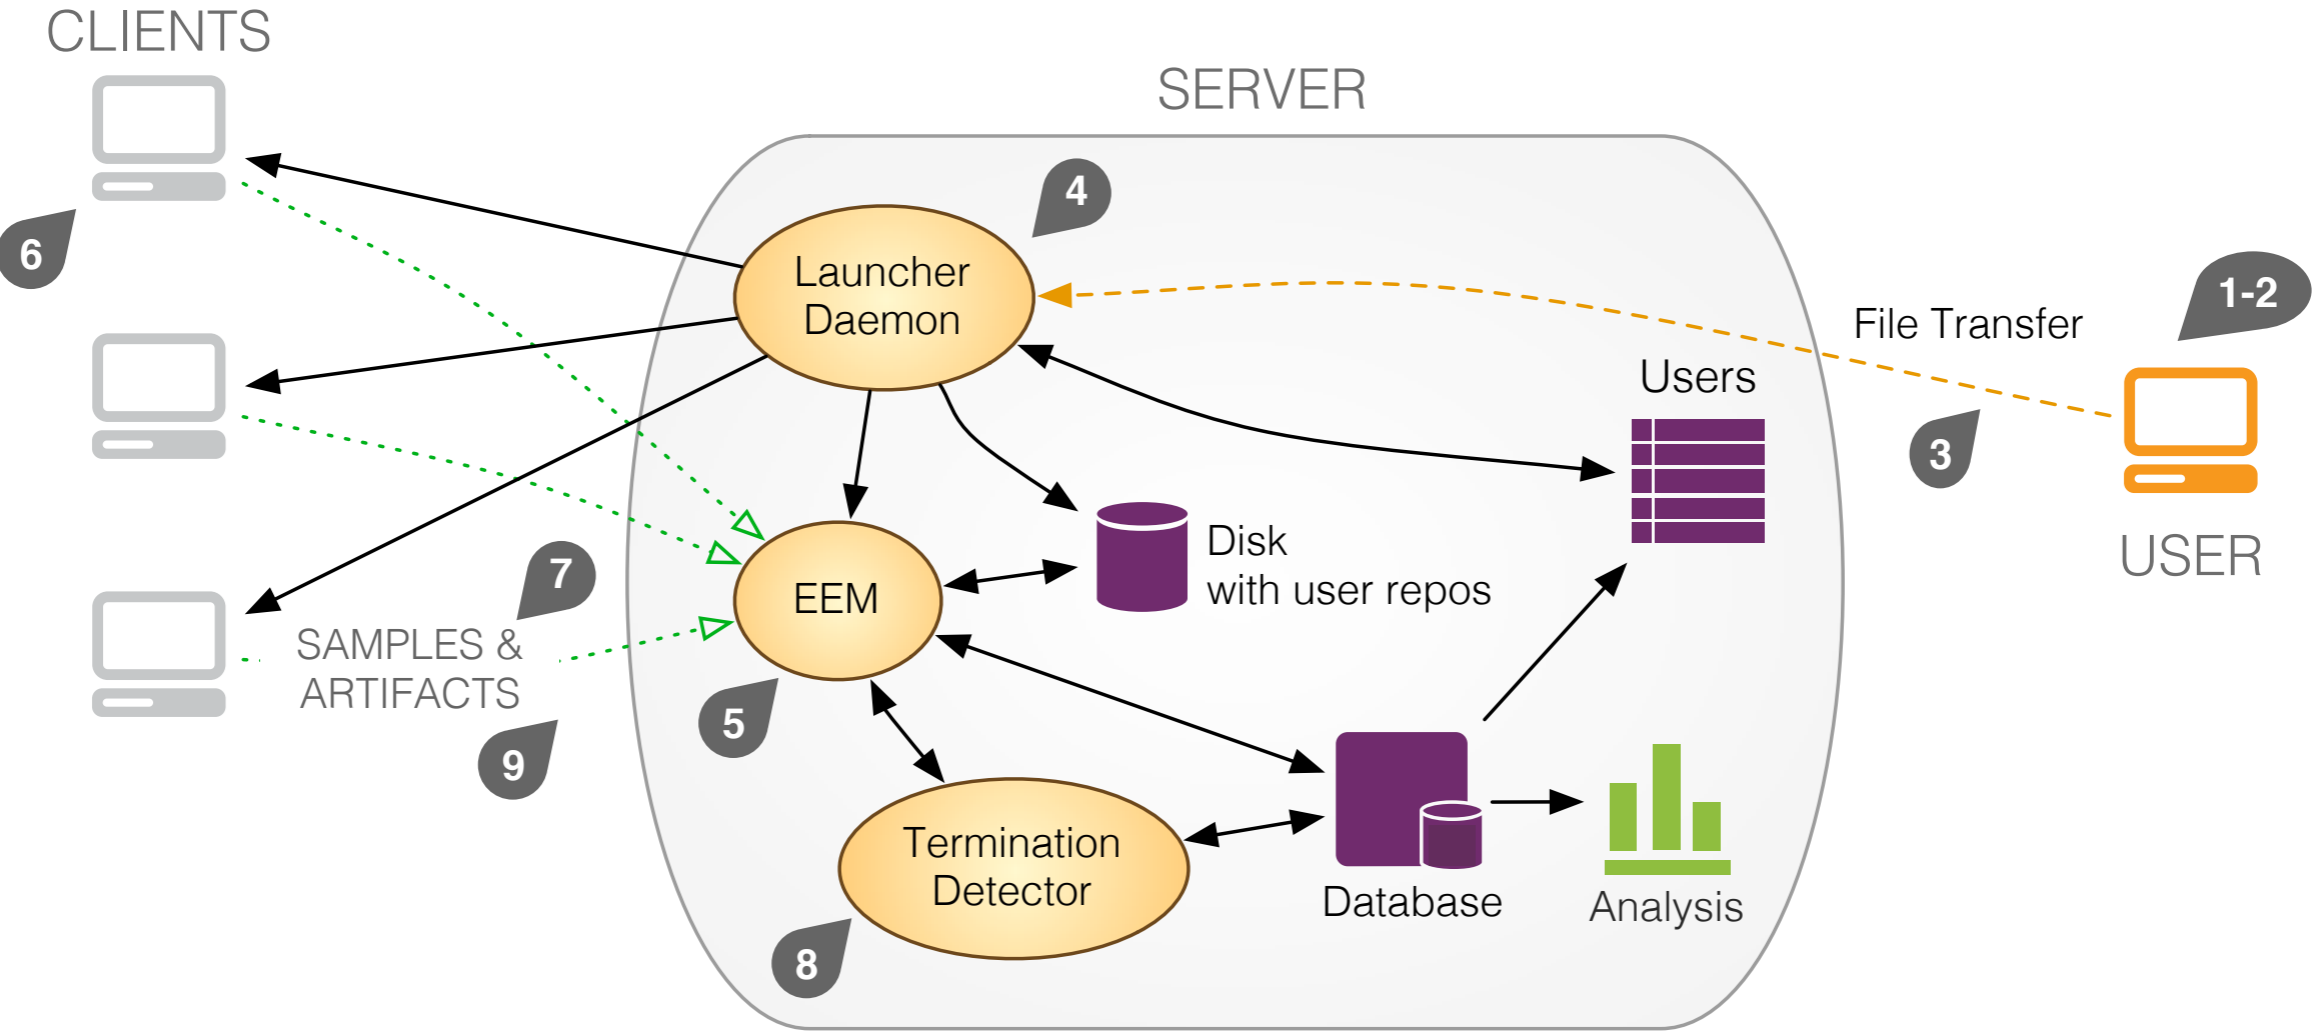 CLIENTS
SERVER
4
6
Launcher
Daemon
1-2
File Transfer
Users
3
USER
Disk
with user repos
7
EEM
SAMPLES &
ARTIFACTS
5
9
Termination
Detector
Database
Analysis
8